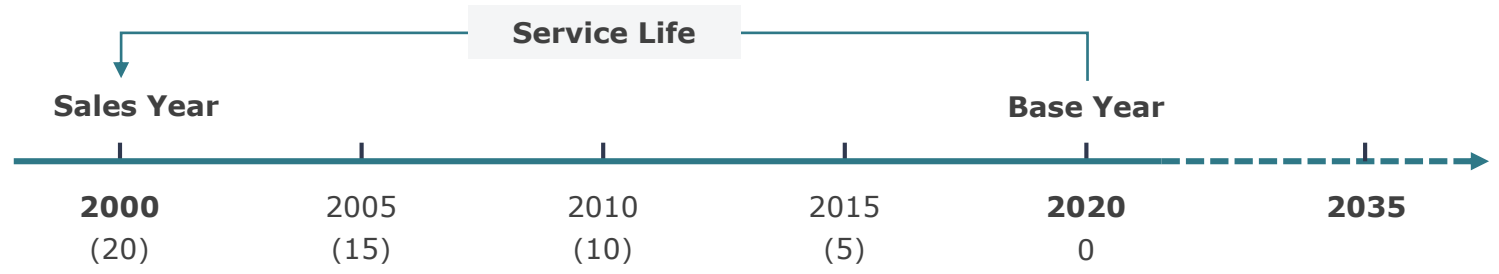 Service Life
Sales Year Base Year
2000 2005 2010 2015 2020 2035
(20) (15) (10) (5) 0